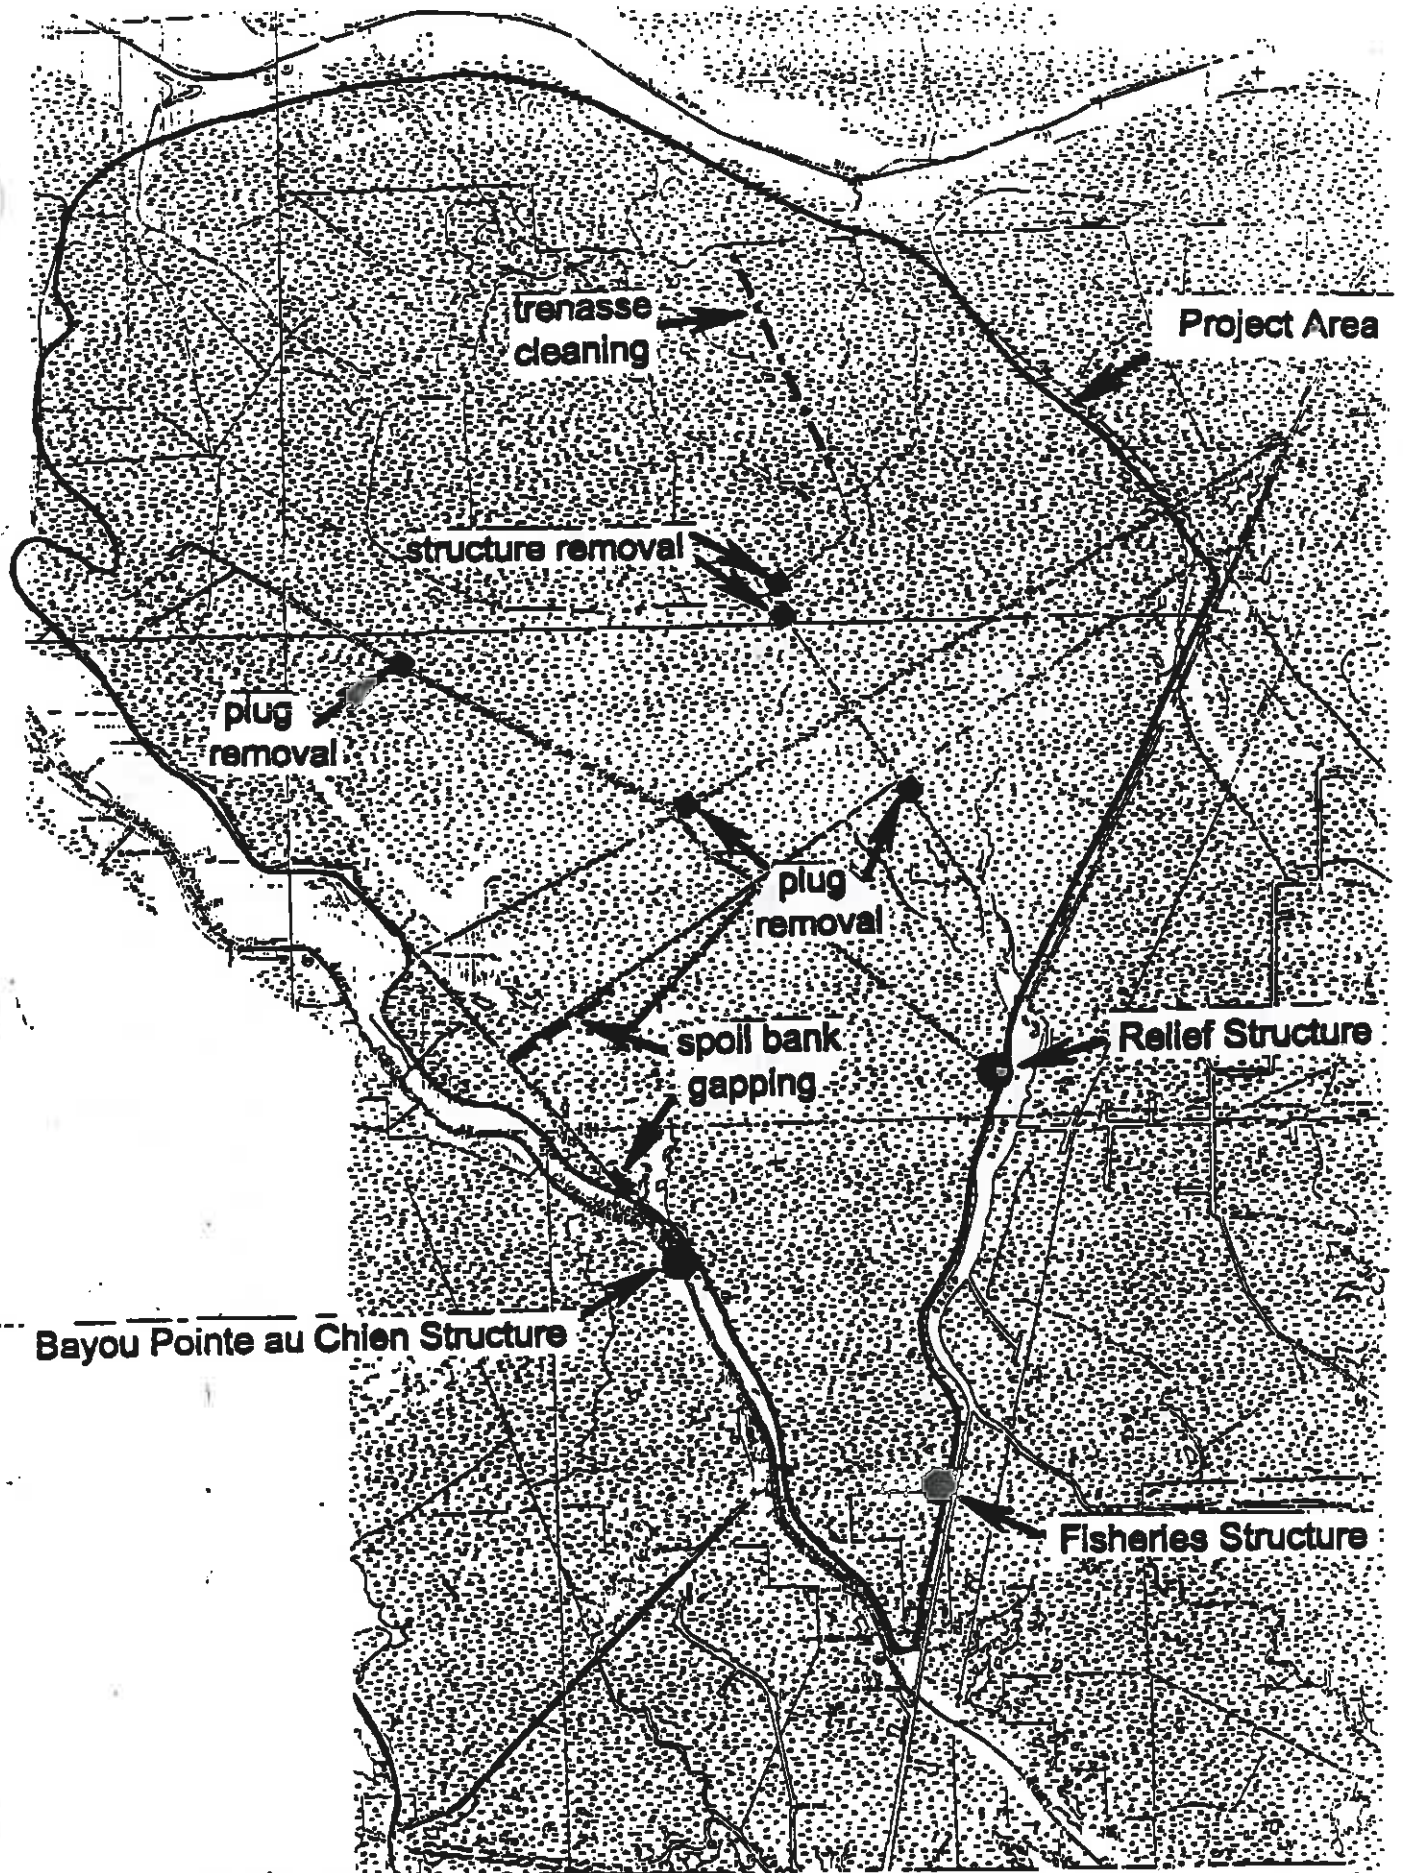 trenasse
cleaning
Project Area
structure removal
plug
removal
plug
removal
spoil bank
gapping
Relief Structure
Bayou Pointe au Chien Structure
Fisheries Structure